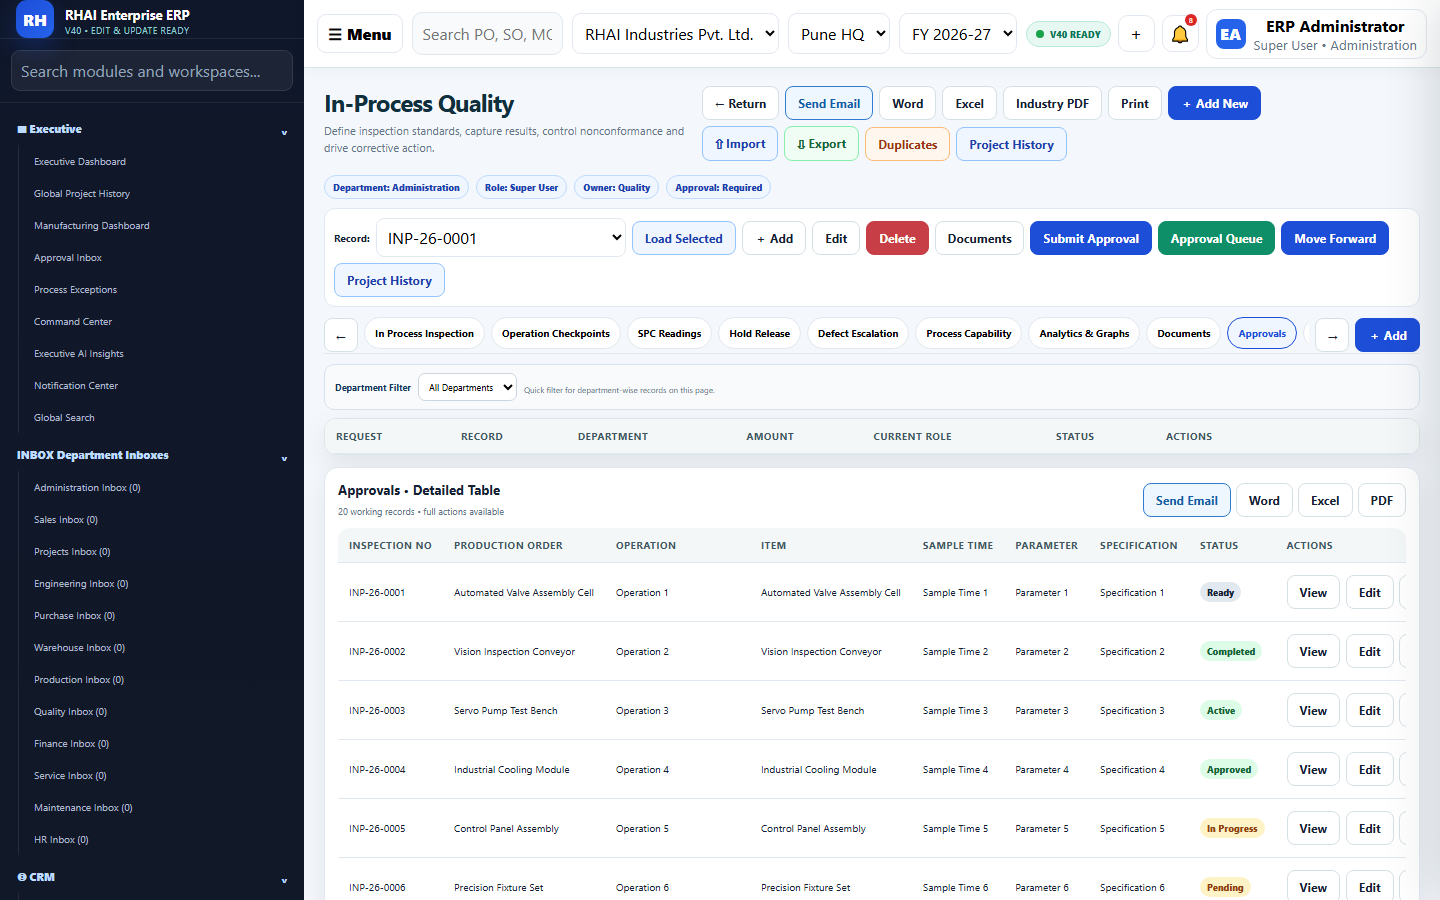 RH
RHAI Enterprise ERP
V40 • EDIT & UPDATE READY
Search modules and workspaces...
Executive
Executive Dashboard
Global Project History
Manufacturing Dashboard
Approval Inbox
Process Exceptions
Command Center
Executive AI Insights
Notification Center
Global Search
INBOX Department Inboxes
Administration Inbox (0)
Sales Inbox (0)
Projects Inbox (0)
Engineering Inbox (0)
Purchase Inbox (0)
Warehouse Inbox (0)
Production Inbox (0)
Quality Inbox (0)
Finance Inbox (0)
Service Inbox (0)
Maintenance Inbox (0)
HR Inbox (0)
CRM
☰ Menu
Search PO, SO, MC
RHAI Industries Pvt. Ltd.
Pune HQ
FY 2026-27
V40 READY
+
8
EA
ERP Administrator
Super User • Administration
In-Process Quality
Define inspection standards, capture results, control nonconformance and
drive corrective action.
← Return
Send Email
Word
Excel
Industry PDF
Print
+ Add New
⇧ Import
⇩ Export
Duplicates
Project History
Department: Administration
Role: Super User
Owner: Quality
Approval: Required
Record:
INP-26-0001
Load Selected
+ Add
Edit
Delete
Documents
Submit Approval
Approval Queue
Move Forward
Project History
←
In Process Inspection
Operation Checkpoints
SPC Readings
Hold Release
Defect Escalation
Process Capability
Analytics & Graphs
Documents
Approvals
→
+ Add
Department Filter
All Departments
Quick filter for department-wise records on this page.
REQUEST RECORD DEPARTMENT AMOUNT CURRENT ROLE STATUS ACTIONS
Approvals • Detailed Table
20 working records • full actions available
Send Email
Word
Excel
PDF
INSPECTION NO PRODUCTION ORDER OPERATION ITEM SAMPLE TIME PARAMETER SPECIFICATION STATUS ACTIONS
INP-26-0001 Automated Valve Assembly Cell Operation 1 Automated Valve Assembly Cell Sample Time 1 Parameter 1 Specification 1 Ready View Edit
INP-26-0002 Vision Inspection Conveyor Operation 2 Vision Inspection Conveyor Sample Time 2 Parameter 2 Specification 2 Completed View Edit
INP-26-0003 Servo Pump Test Bench Operation 3 Servo Pump Test Bench Sample Time 3 Parameter 3 Specification 3 Active View Edit
INP-26-0004 Industrial Cooling Module Operation 4 Industrial Cooling Module Sample Time 4 Parameter 4 Specification 4 Approved View Edit
INP-26-0005 Control Panel Assembly Operation 5 Control Panel Assembly Sample Time 5 Parameter 5 Specification 5 In Progress View Edit
INP-26-0006 Precision Fixture Set Operation 6 Precision Fixture Set Sample Time 6 Parameter 6 Specification 6 Pending View Edit